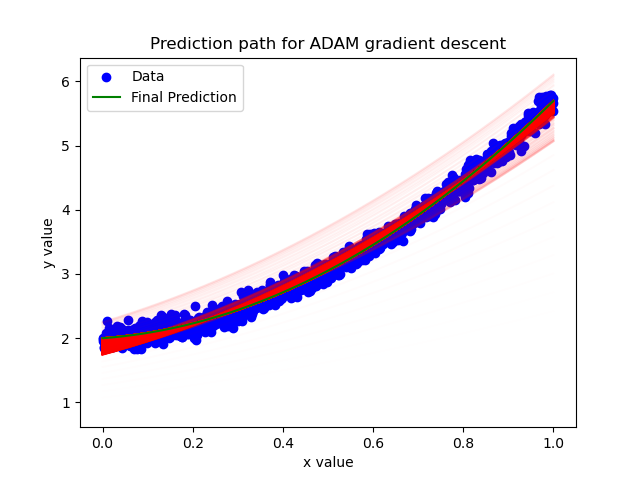 Prediction path for ADAM gradient descent
Data
Final Prediction
6
5
4
3
2
1
y value
0.0 0.2 0.4 0.6 0.8 1.0
x value